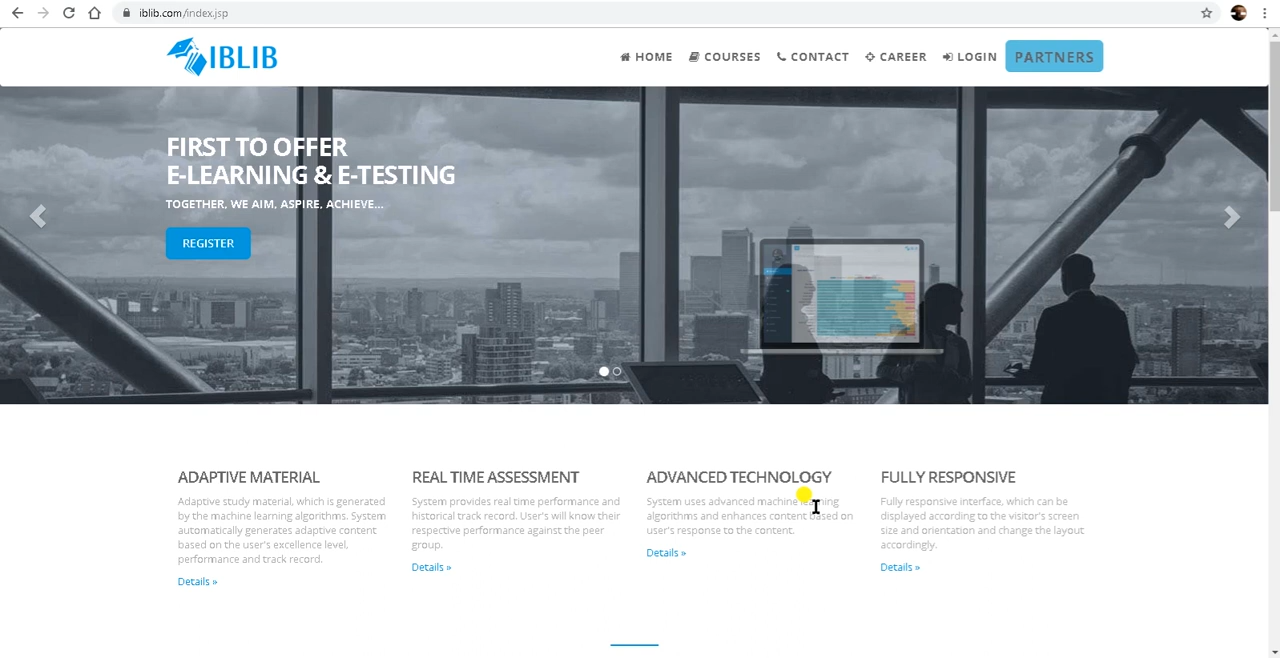 iblib.com/index.jsp
IBLIB
HOME
COURSES
CONTACT
CAREER
LOGIN
PARTNERS
FIRST TO OFFER
E-LEARNING & E-TESTING
TOGETHER, WE AIM, ASPIRE, ACHIEVE...
REGISTER
ADAPTIVE MATERIAL
Adaptive study material, which is generated
by the machine learning algorithms. System
automatically generates adaptive content
based on the user's excellence level,
performance and track record.
Details »
REAL TIME ASSESSMENT
System provides real time performance and
historical track record. User's will know their
respective performance against the peer
group.
Details »
ADVANCED TECHNOLOGY
System uses advanced machine learning
algorithms and enhances content based on
user's response to the content.
Details »
FULLY RESPONSIVE
Fully responsive interface, which can be
displayed according to the visitor's screen
size and orientation and change the layout
accordingly.
Details »